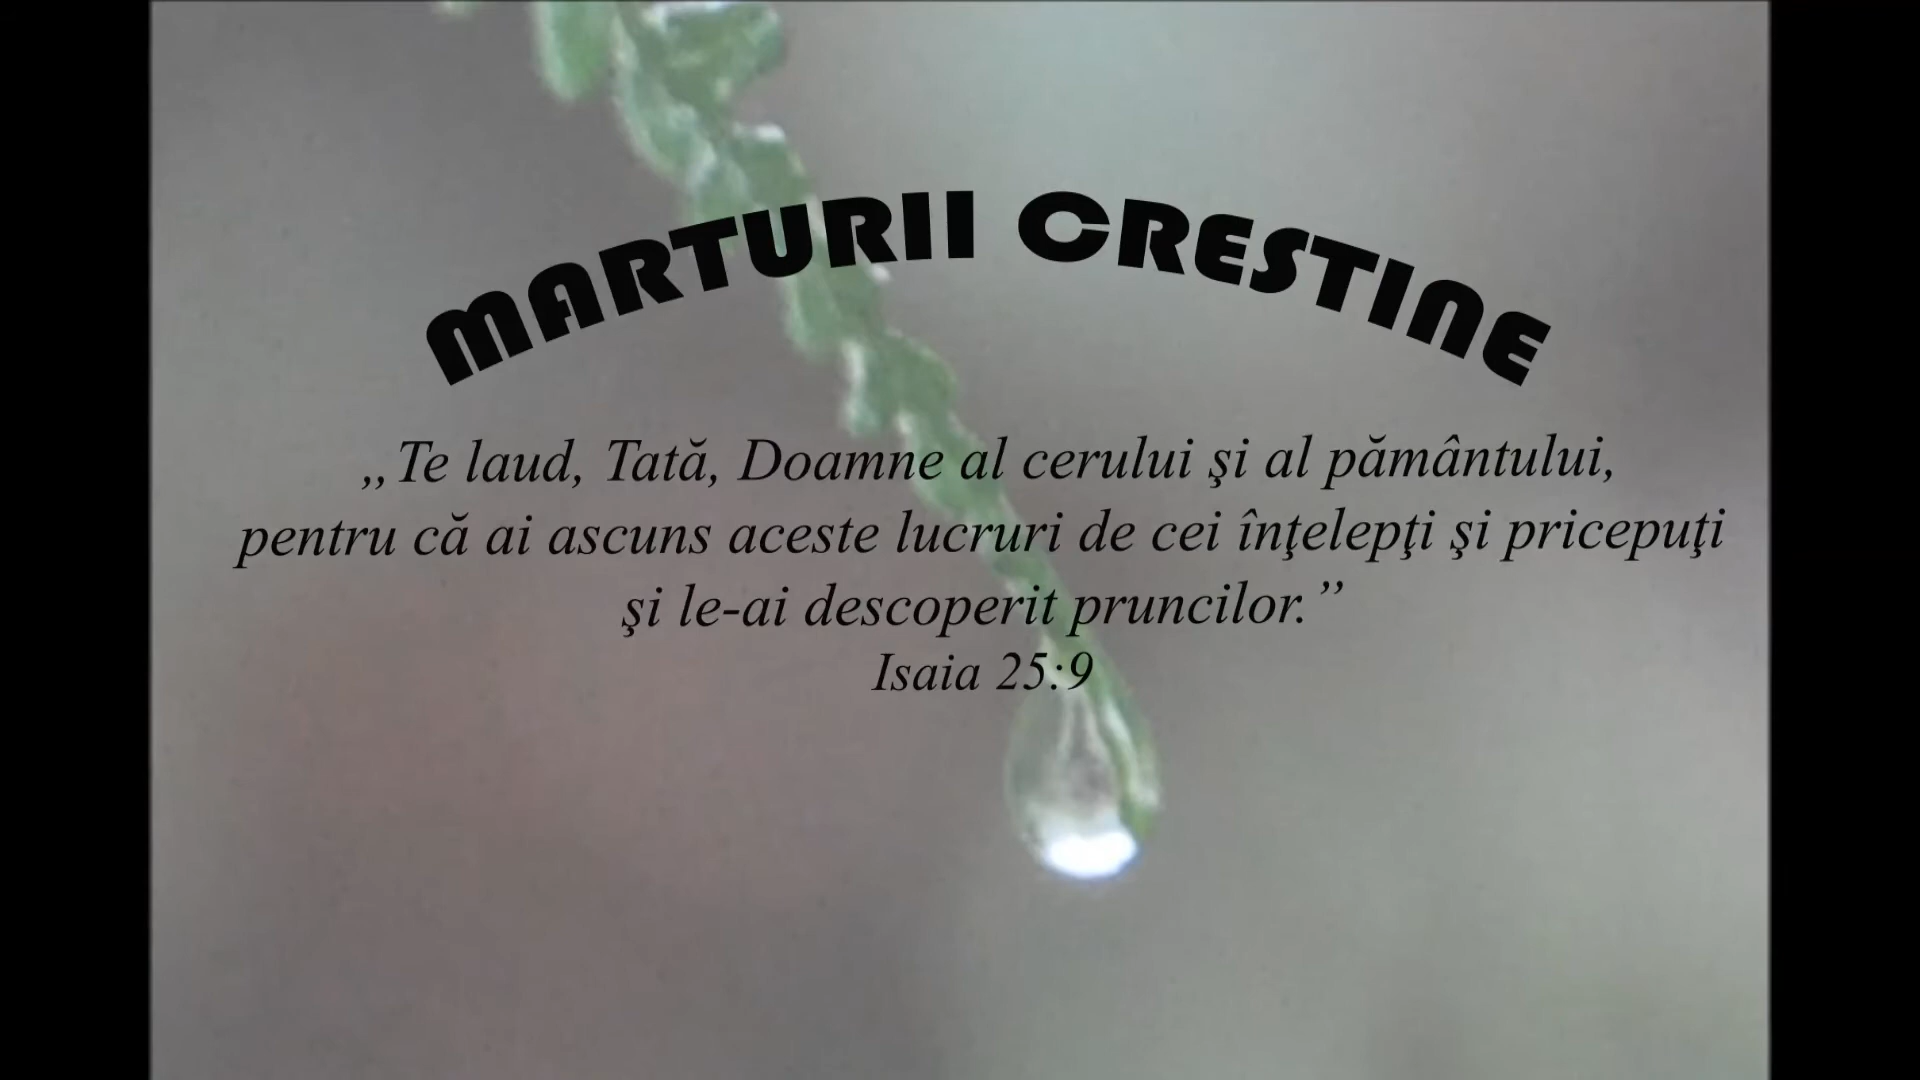 MARTURII CRESTINE
,,Te laud, Tată, Doamne al cerului şi al pământului,
pentru că ai ascuns aceste lucruri de cei înţelepţi şi pricepuţi
şi le-ai descoperit pruncilor.”
Isaia 25:9